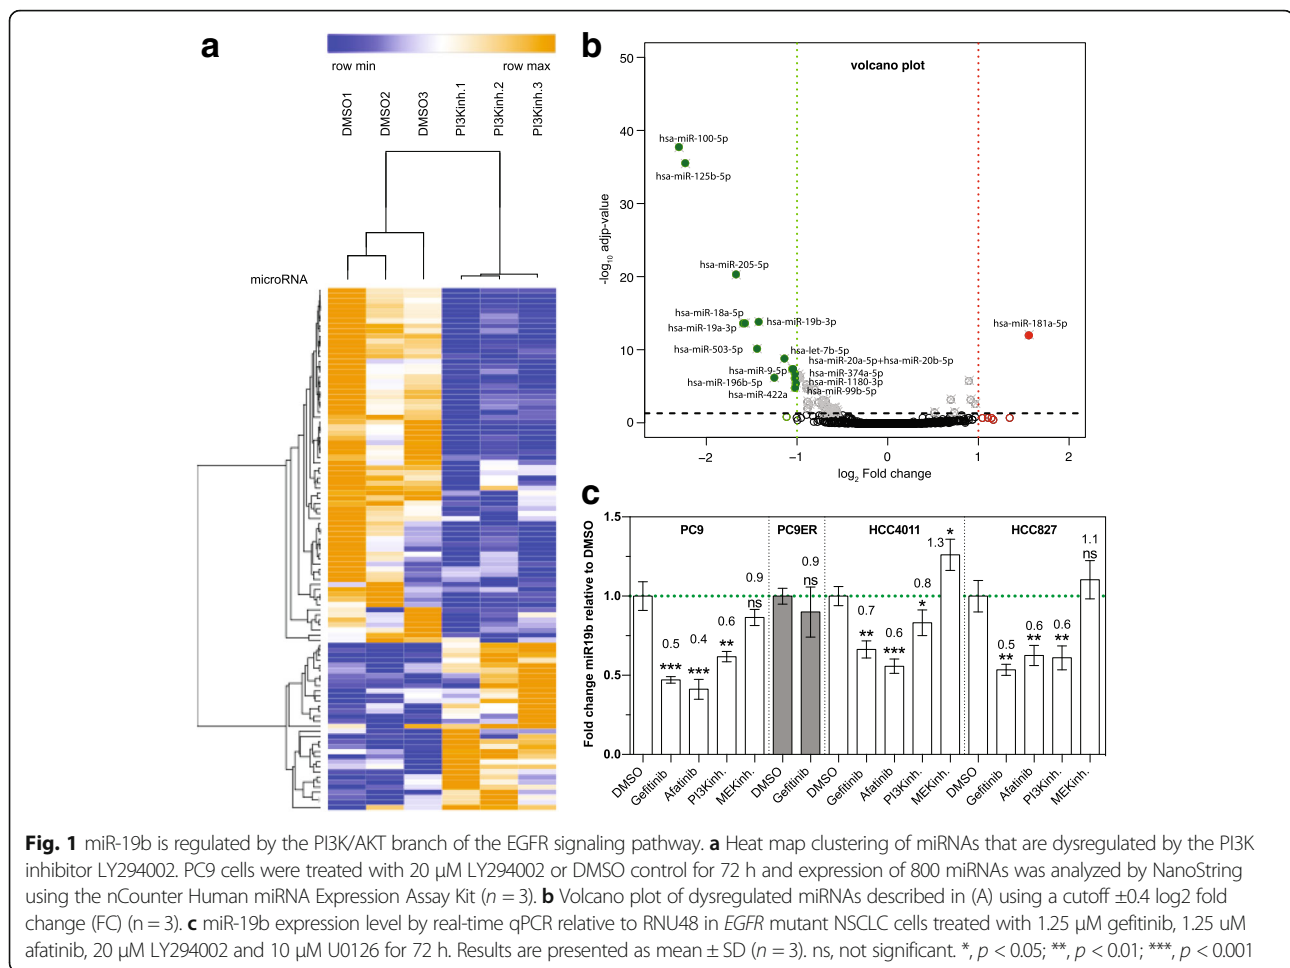 a
row min
row max
DMSO1
DMSO2
DMSO3
PI3Kinh.1
PI3Kinh.2
PI3Kinh.3
microRNA
b
volcano plot
-log10 adjp-value
50
40
30
20
10
0
hsa-miR-100-5p
hsa-miR-125b-5p
hsa-miR-205-5p
hsa-miR-18a-5p
hsa-miR-19b-3p
hsa-miR-19a-3p
hsa-miR-181a-5p
hsa-miR-503-5p
hsa-let-7b-5p
hsa-miR-20a-5p+hsa-miR-20b-5p
hsa-miR-9-5p
hsa-miR-374a-5p
hsa-miR-196b-5p
hsa-miR-1180-3p
hsa-miR-422a
hsa-miR-99b-5p
−2
−1
0
1
2
log2 Fold change
c
Fold change miR19b relative to DMSO
1.5
1.0
0.5
0.0
PC9
PC9ER
HCC4011
HCC827
0.5
***
0.4
***
0.6
**
0.9
ns
0.9
ns
0.7
**
0.6
***
0.8
*
1.3
*
0.5
**
0.6
**
0.6
**
1.1
ns
DMSO
Gefitinib
Afatinib
PI3Kinh.
MEKinh.
DMSO
Gefitinib
DMSO
Gefitinib
Afatinib
PI3Kinh.
MEKinh.
DMSO
Gefitinib
Afatinib
PI3Kinh.
MEKinh.
Fig. 1 miR-19b is regulated by the PI3K/AKT branch of the EGFR signaling pathway. a Heat map clustering of miRNAs that are dysregulated by the PI3K
inhibitor LY294002. PC9 cells were treated with 20 μM LY294002 or DMSO control for 72 h and expression of 800 miRNAs was analyzed by NanoString
using the nCounter Human miRNA Expression Assay Kit (n = 3). b Volcano plot of dysregulated miRNAs described in (A) using a cutoff ±0.4 log2 fold
change (FC) (n = 3). c miR-19b expression level by real-time qPCR relative to RNU48 in EGFR mutant NSCLC cells treated with 1.25 μM gefitinib, 1.25 uM
afatinib, 20 μM LY294002 and 10 μM U0126 for 72 h. Results are presented as mean ± SD (n = 3). ns, not significant. *, p < 0.05; **, p < 0.01; ***, p < 0.001